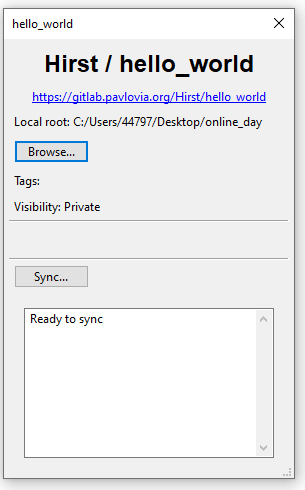 hello_world
Hirst / hello_world
https://gitlab.pavlovia.org/Hirst/hello_world
Local root: C:/Users/44797/Desktop/online_day
Browse...
Tags:
Visibility: Private
Sync...
Ready to sync